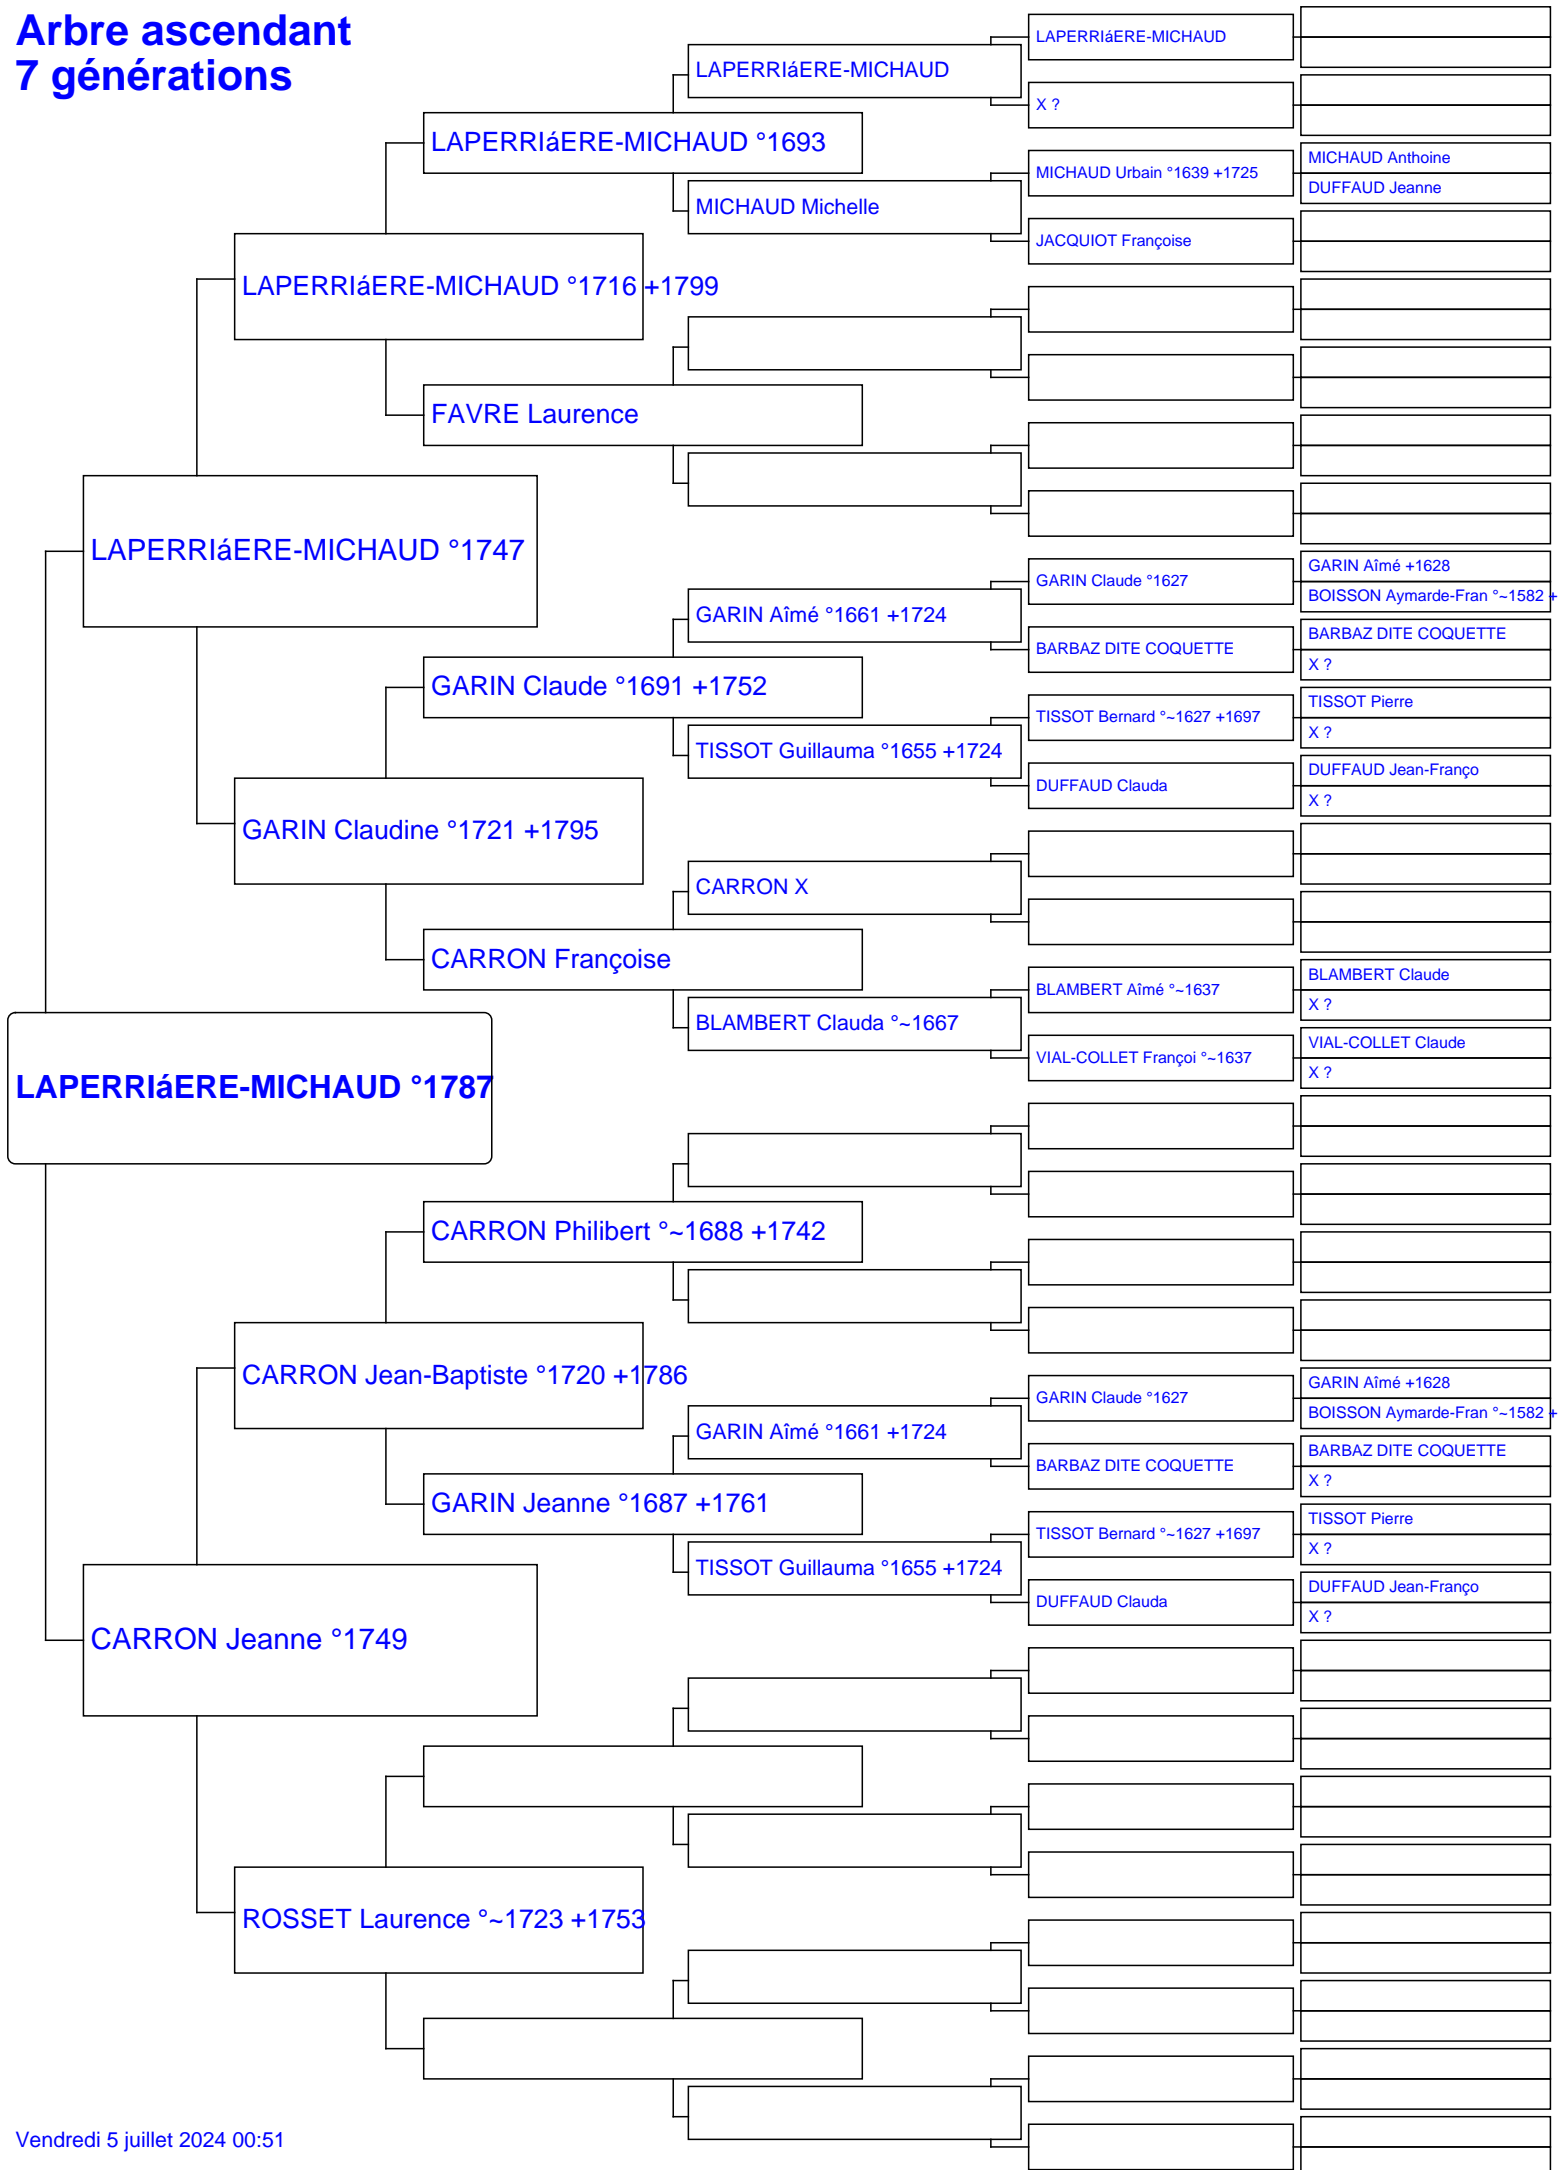 Arbre ascendant
7 générations
LAPERRIáERE-MICHAUD
LAPERRIáERE-MICHAUD
X ?
LAPERRIáERE-MICHAUD °1693
MICHAUD Anthoine
MICHAUD Urbain °1639 +1725
DUFFAUD Jeanne
MICHAUD Michelle
JACQUIOT Françoise
LAPERRIáERE-MICHAUD °1716 +1799
FAVRE Laurence
LAPERRIáERE-MICHAUD °1747
GARIN Aîmé +1628
GARIN Claude °1627
BOISSON Aymarde-Fran °~1582 +
GARIN Aîmé °1661 +1724
BARBAZ DITE COQUETTE
BARBAZ DITE COQUETTE
X ?
GARIN Claude °1691 +1752
TISSOT Pierre
TISSOT Bernard °~1627 +1697
X ?
TISSOT Guillauma °1655 +1724
DUFFAUD Jean-Franço
DUFFAUD Clauda
X ?
GARIN Claudine °1721 +1795
CARRON X
CARRON Françoise
BLAMBERT Claude
BLAMBERT Aîmé °~1637
X ?
BLAMBERT Clauda °~1667
VIAL-COLLET Claude
VIAL-COLLET Françoi °~1637
X ?
LAPERRIáERE-MICHAUD °1787
CARRON Philibert °~1688 +1742
CARRON Jean-Baptiste °1720 +1786
GARIN Aîmé +1628
GARIN Claude °1627
BOISSON Aymarde-Fran °~1582 +
GARIN Aîmé °1661 +1724
BARBAZ DITE COQUETTE
BARBAZ DITE COQUETTE
X ?
GARIN Jeanne °1687 +1761
TISSOT Pierre
TISSOT Bernard °~1627 +1697
X ?
TISSOT Guillauma °1655 +1724
DUFFAUD Jean-Franço
DUFFAUD Clauda
X ?
CARRON Jeanne °1749
ROSSET Laurence °~1723 +1753
Vendredi 5 juillet 2024 00:51